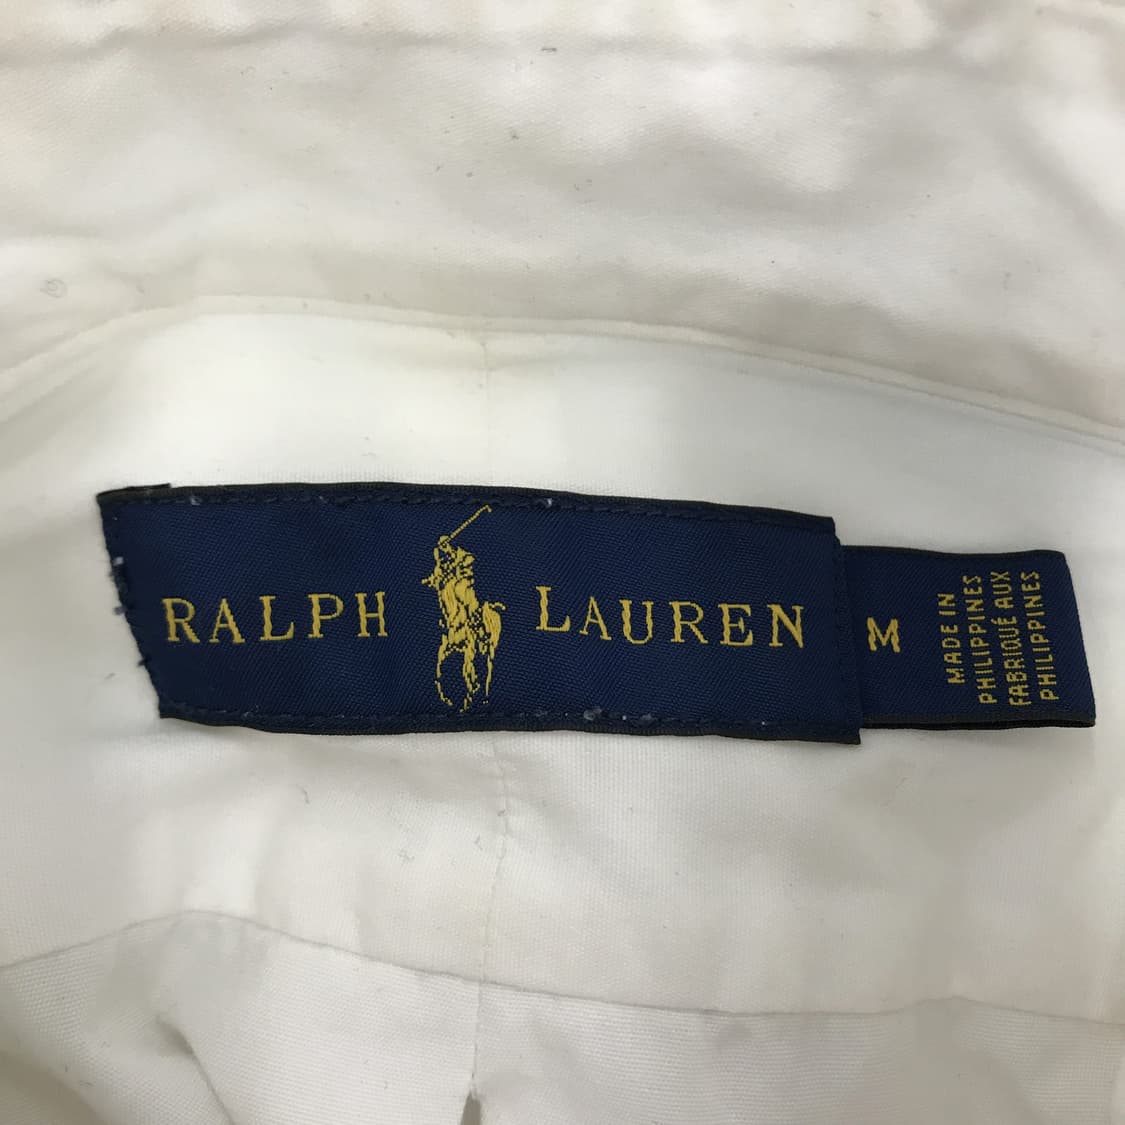 RALPH LAUREN
M
MADE IN
PHILIPPINES
FABRIQUÉ AUX
PHILIPPINES